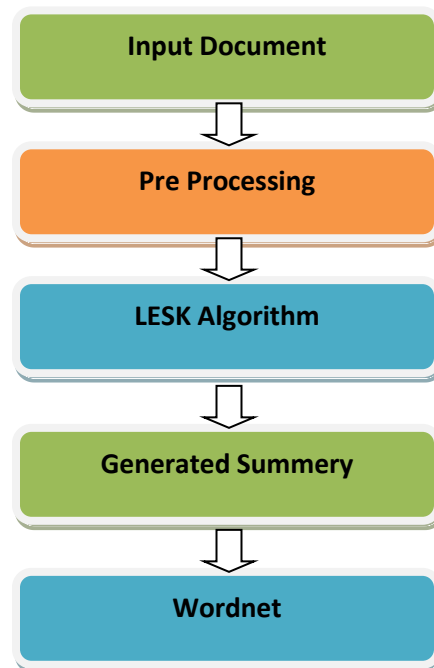 Input Document
Pre Processing
LESK Algorithm
Generated Summery
Wordnet